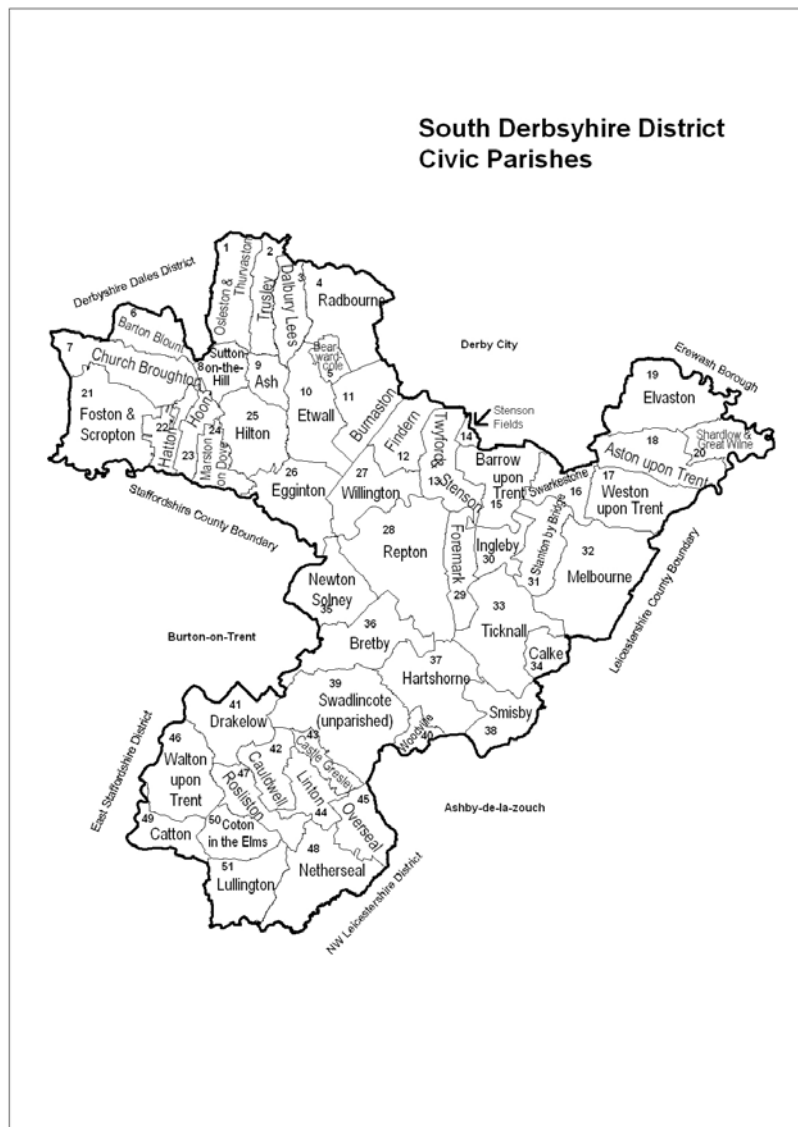 South Derbsyhire District
Civic Parishes
Derbyshire Dales District
1
Osleston &
Thurvaston
2
Trusley
3
Dalbury Lees
4
Radbourne
Derby City
Erewash Borough
6
Barton Blount
7
Church Broughton
8
Sutton-
on-the-
Hill
9
Ash
Bear
ward-
cote
5
10
Etwall
11
Burnaston
Findern
12
Twyford
& Stenson
13
14
Stenson
Fields
Barrow
upon
Trent
15
Swarkestone
16
17
Weston
upon Trent
18
Aston upon Trent
19
Elvaston
Shardlow &
Great Wilne
20
21
Foston &
Scropton
22
Hatton
Hoon
23
24
Marston
on Dove
25
Hilton
26
Egginton
27
Willington
28
Repton
Foremark
29
Ingleby
30
Stanton by Bridge
31
32
Melbourne
33
Ticknall
Calke
34
Staffordshire County Boundary
Leicestershire County Boundary
Newton
Solney
35
36
Bretby
37
Hartshorne
Smisby
38
Burton-on-Trent
39
Swadlincote
(unparished)
Woodville
40
41
Drakelow
42
Cauldwell
43
Castle Gresley
Linton
44
45
Overseal
46
Walton
upon
Trent
47
Rosliston
48
Netherseal
49
Catton
50
Coton
in the Elms
51
Lullington
East Staffordshire District
Ashby-de-la-zouch
NW Leicestershire District